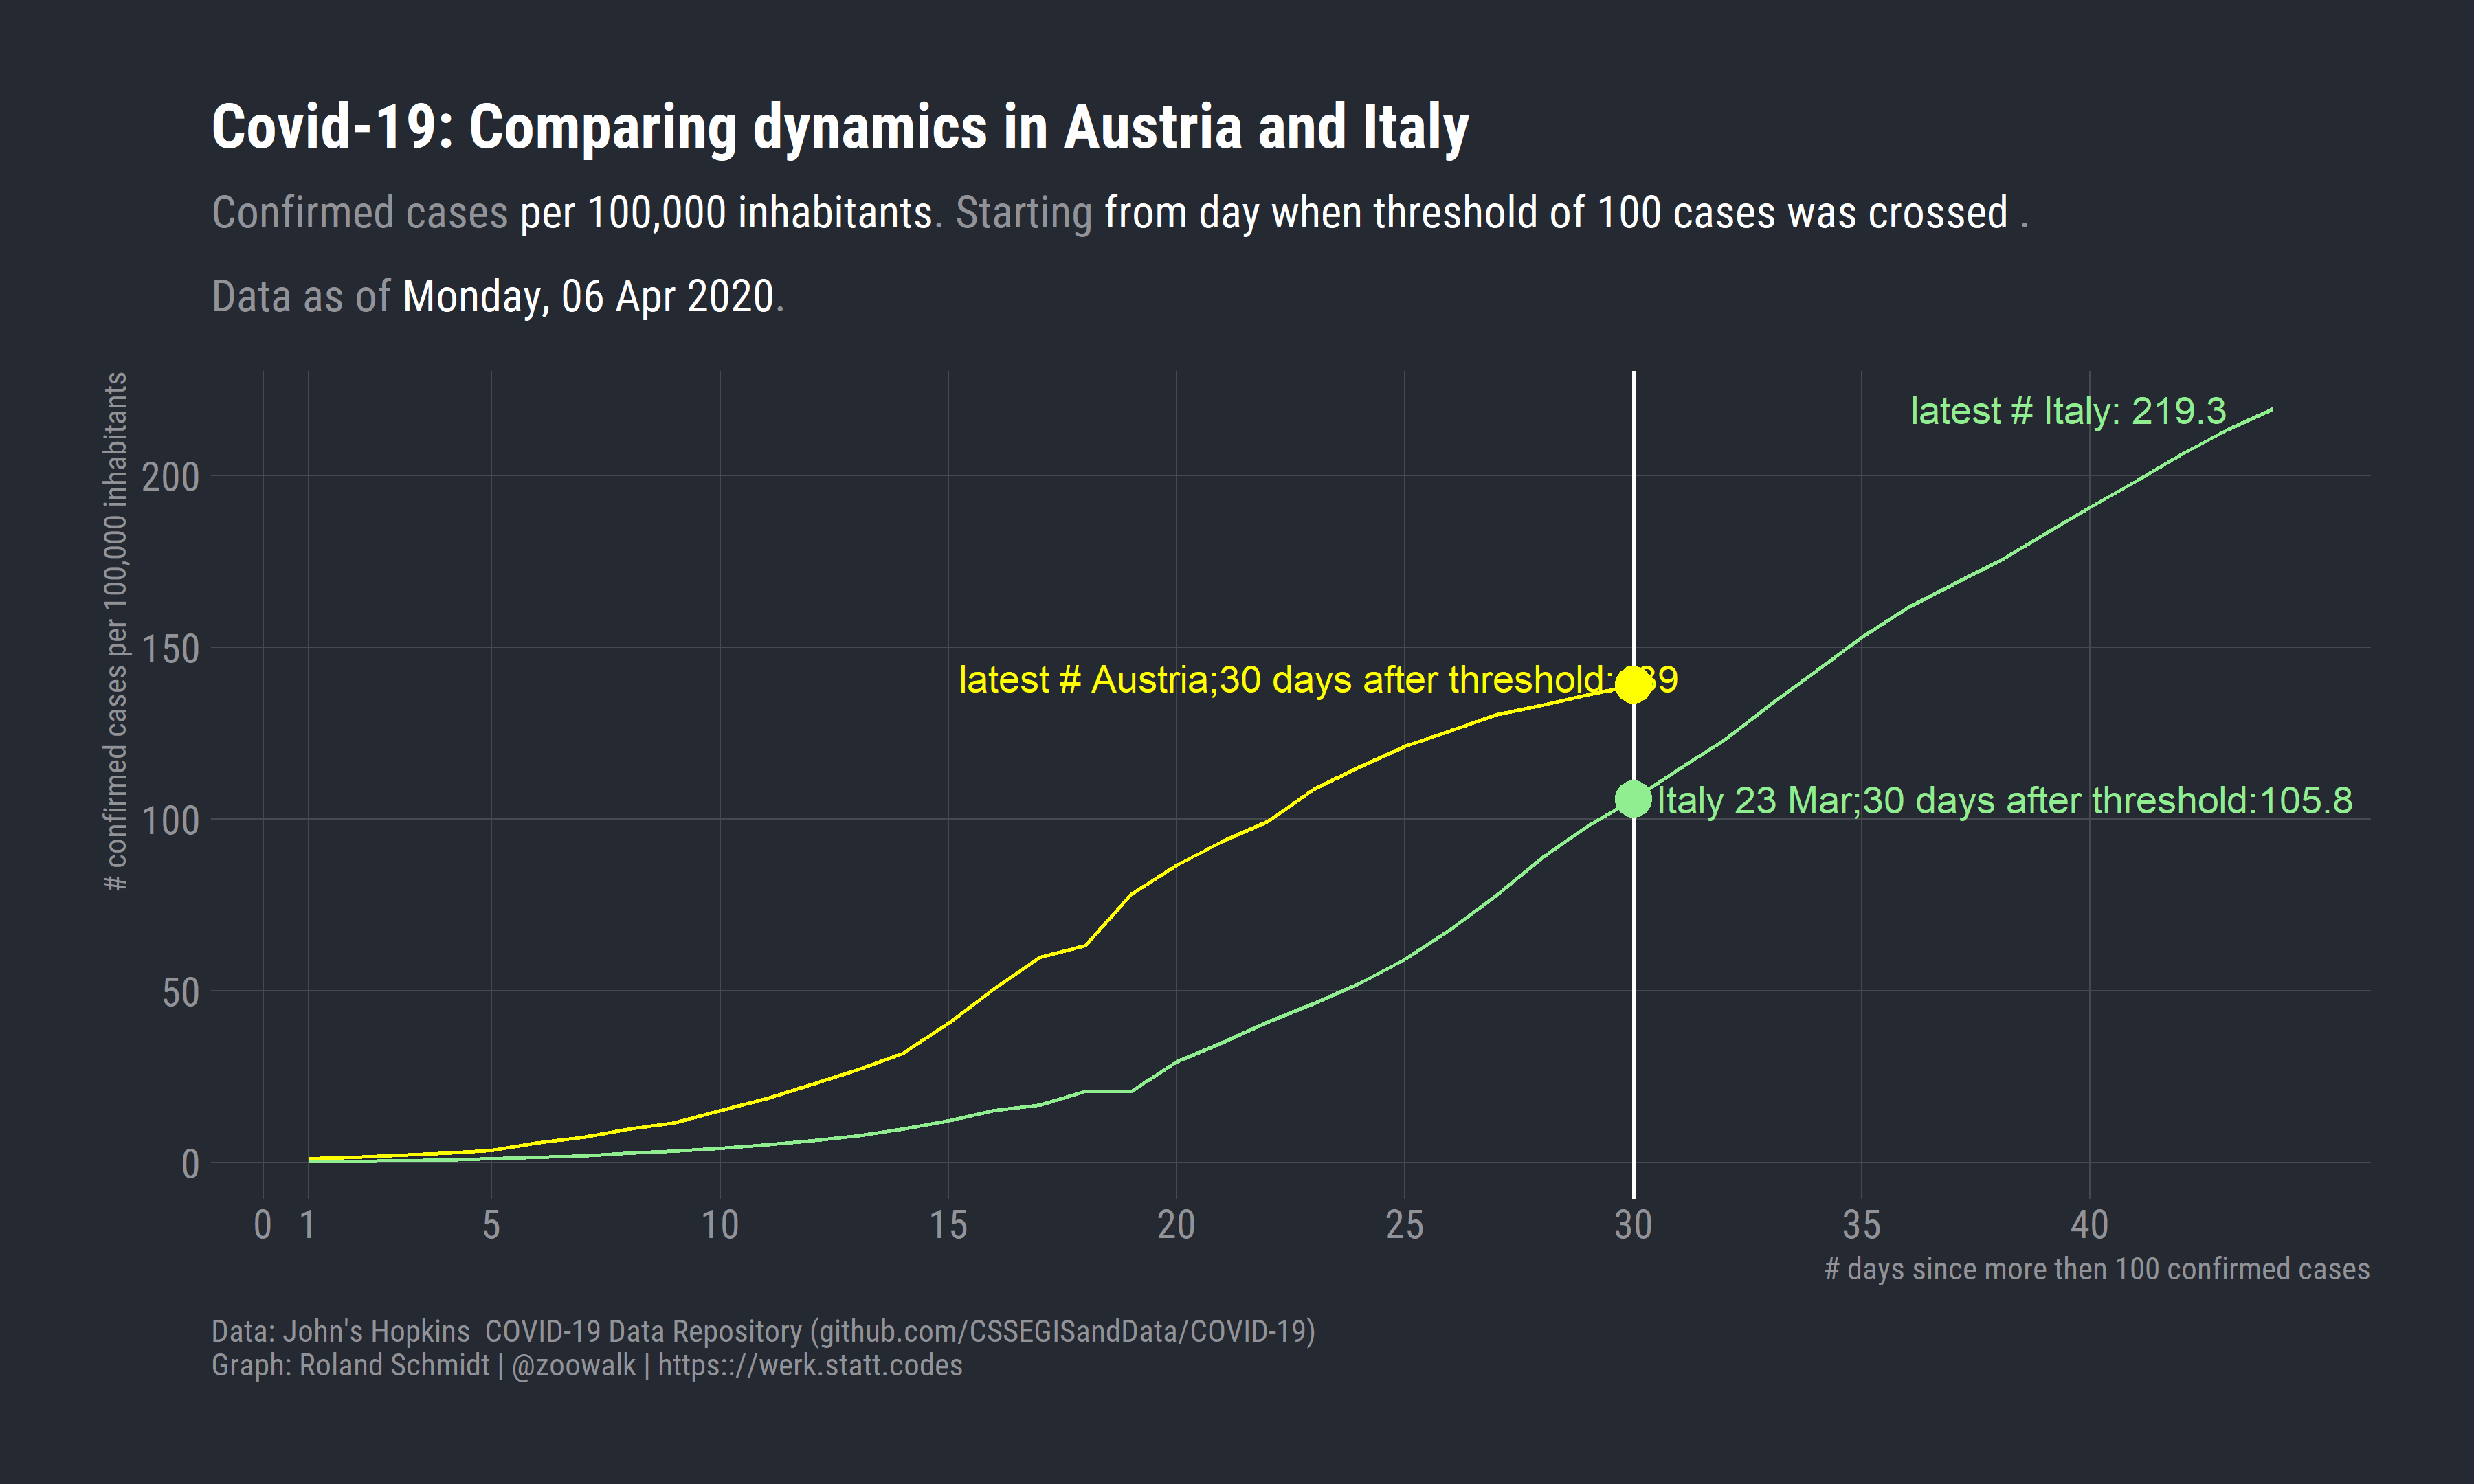 Covid-19: Comparing dynamics in Austria and Italy
Confirmed cases per 100,000 inhabitants. Starting from day when threshold of 100 cases was crossed .
Data as of Monday, 06 Apr 2020.
# confirmed cases per 100,000 inhabitants
200
150
100
50
0
latest # Italy: 219.3
latest # Austria;30 days after threshold:
Italy 23 Mar;30 days after threshold:105.8
0 1 5 10 15 20 25 30 35 40
# days since more then 100 confirmed cases
Data: John's Hopkins  COVID-19 Data Repository (github.com/CSSEGISandData/COVID-19)
Graph: Roland Schmidt | @zoowalk | https:://werk.statt.codes